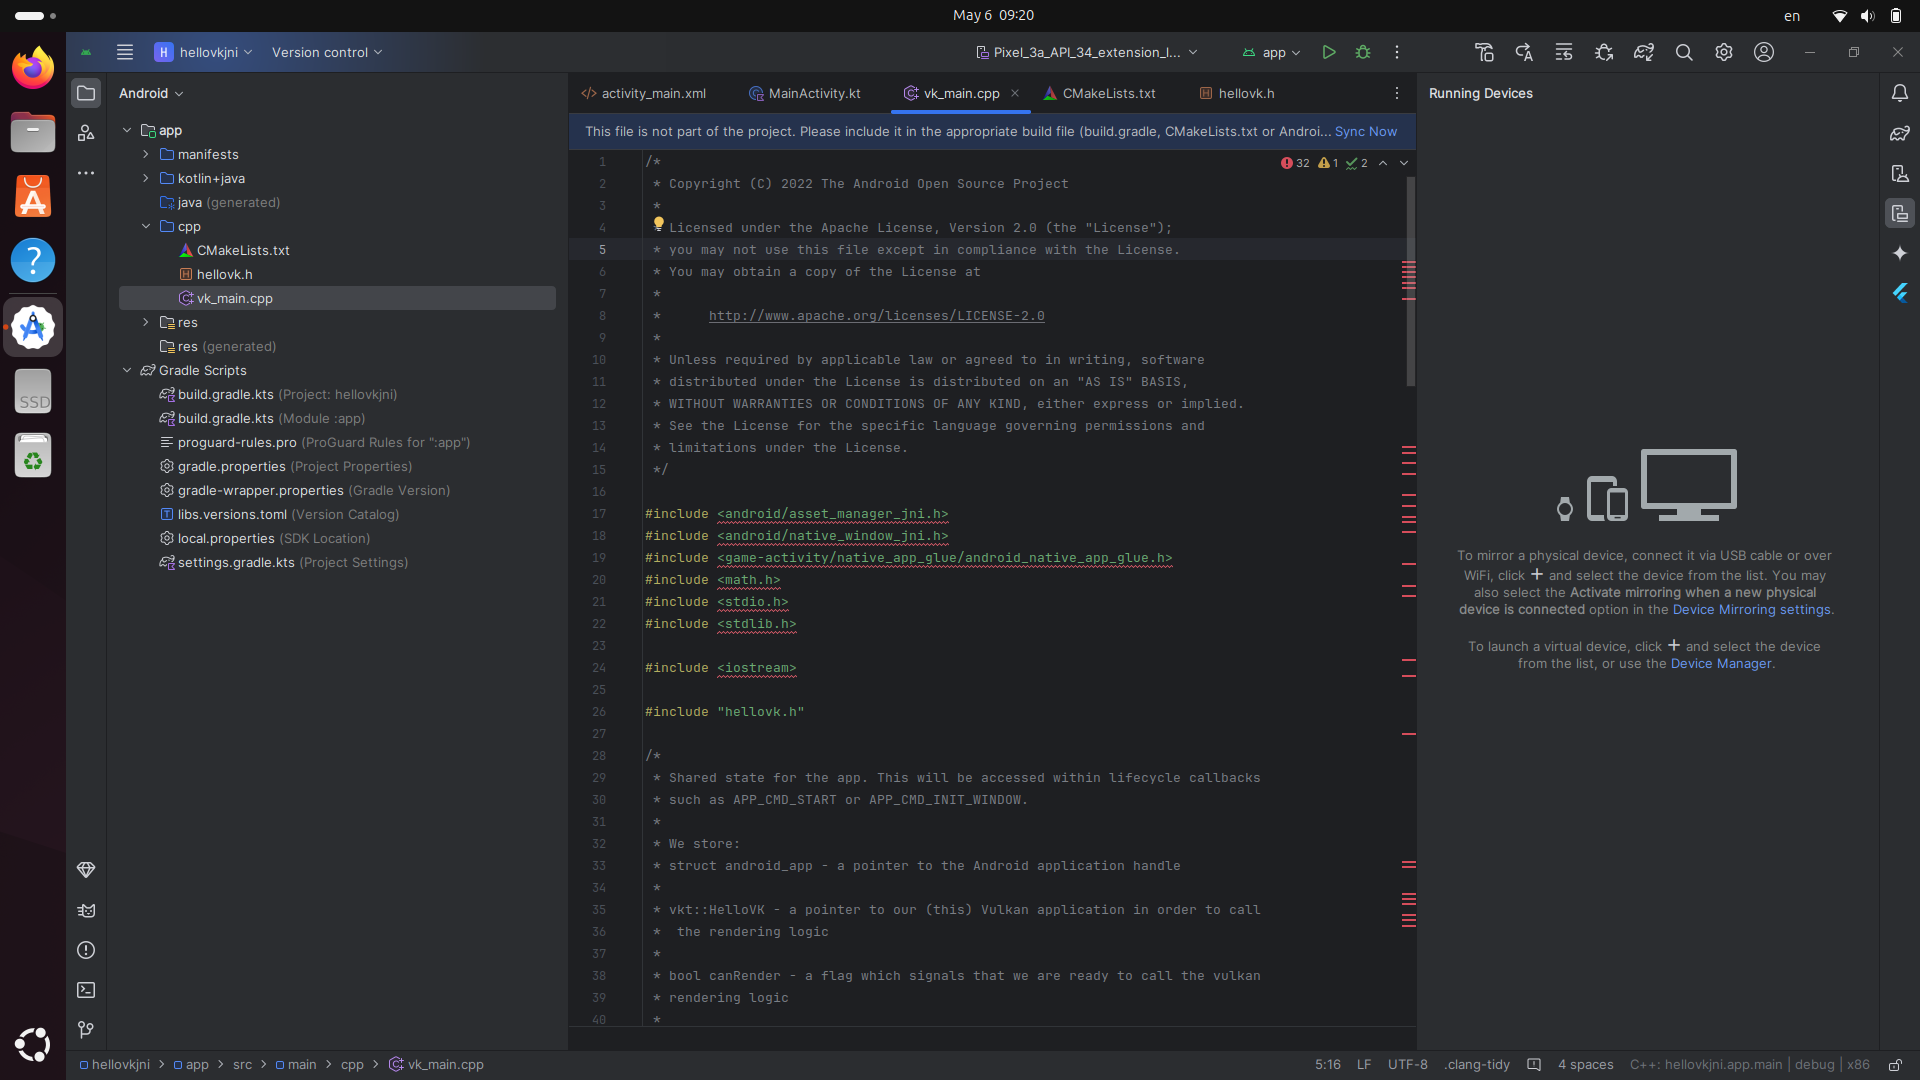 May 6 09:20
en
H hellovkjni
Version control
Pixel_3a_API_34_extension_l...
app
Android
app
manifests
kotlin+java
java (generated)
cpp
CMakeLists.txt
hellovk.h
vk_main.cpp
res
res (generated)
Gradle Scripts
build.gradle.kts (Project: hellovkjni)
build.gradle.kts (Module :app)
proguard-rules.pro (ProGuard Rules for ":app")
gradle.properties (Project Properties)
gradle-wrapper.properties (Gradle Version)
libs.versions.toml (Version Catalog)
local.properties (SDK Location)
settings.gradle.kts (Project Settings)
SSD
activity_main.xml
MainActivity.kt
vk_main.cpp
CMakeLists.txt
hellovk.h
This file is not part of the project. Please include it in the appropriate build file (build.gradle, CMakeLists.txt or Androi... Sync Now
32 1 2
1 /*
2 * Copyright (C) 2022 The Android Open Source Project
3 *
4 Licensed under the Apache License, Version 2.0 (the "License");
5 * you may not use this file except in compliance with the License.
6 * You may obtain a copy of the License at
7 *
8 * http://www.apache.org/licenses/LICENSE-2.0
9 *
10 * Unless required by applicable law or agreed to in writing, software
11 * distributed under the License is distributed on an "AS IS" BASIS,
12 * WITHOUT WARRANTIES OR CONDITIONS OF ANY KIND, either express or implied.
13 * See the License for the specific language governing permissions and
14 * limitations under the License.
15 */
16
17 #include <android/asset_manager_jni.h>
18 #include <android/native_window_jni.h>
19 #include <game-activity/native_app_glue/android_native_app_glue.h>
20 #include <math.h>
21 #include <stdio.h>
22 #include <stdlib.h>
23
24 #include <iostream>
25
26 #include "hellovk.h"
27
28 /*
29 * Shared state for the app. This will be accessed within lifecycle callbacks
30 * such as APP_CMD_START or APP_CMD_INIT_WINDOW.
31 *
32 * We store:
33 * struct android_app - a pointer to the Android application handle
34 *
35 * vkt::HelloVK - a pointer to our (this) Vulkan application in order to call
36 * the rendering logic
37 *
38 * bool canRender - a flag which signals that we are ready to call the vulkan
39 * rendering logic
40 *
Running Devices
To mirror a physical device, connect it via USB cable or over
WiFi, click + and select the device from the list. You may
also select the Activate mirroring when a new physical
device is connected option in the Device Mirroring settings.
To launch a virtual device, click + and select the device
from the list, or use the Device Manager.
hellovkjni > app > src > main > cpp > vk_main.cpp
5:16 LF UTF-8 .clang-tidy 4 spaces C++: hellovkjni.app.main | debug | x86